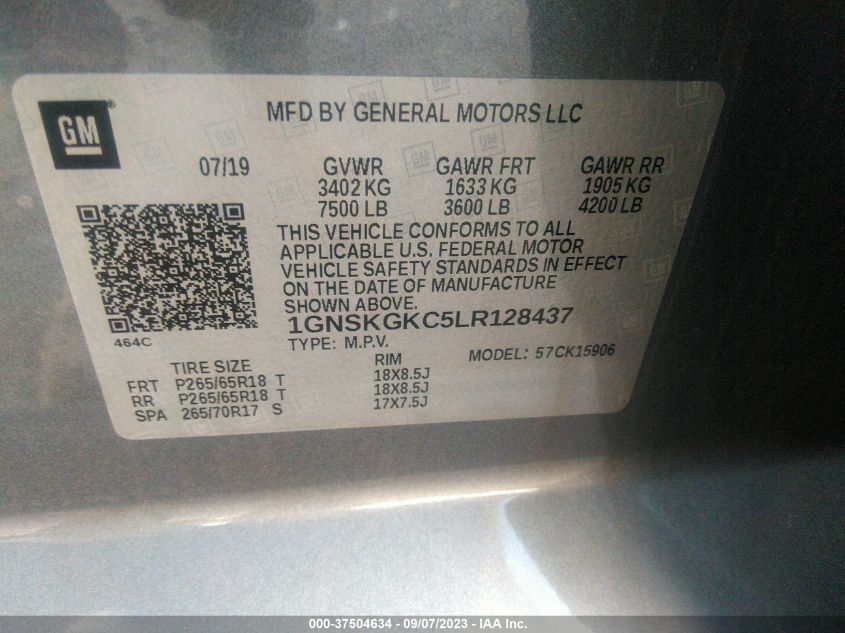 GM
MFD BY GENERAL MOTORS LLC
07/19 GVWR GAWR FRT GAWR RR
3402 KG 1633 KG 1905 KG
7500 LB 3600 LB 4200 LB
THIS VEHICLE CONFORMS TO ALL
APPLICABLE U.S. FEDERAL MOTOR
VEHICLE SAFETY STANDARDS IN EFFECT
ON THE DATE OF MANUFACTURE
SHOWN ABOVE.
1GNSKGKC5LR128437
464C
TYPE: M.P.V. MODEL: 57CK15906
TIRE SIZE RIM
FRT P265/65R18 T 18X8.5J
RR P265/65R18 T 18X8.5J
SPA 265/70R17 S 17X7.5J
000-37504634 - 09/07/2023 - IAA Inc.